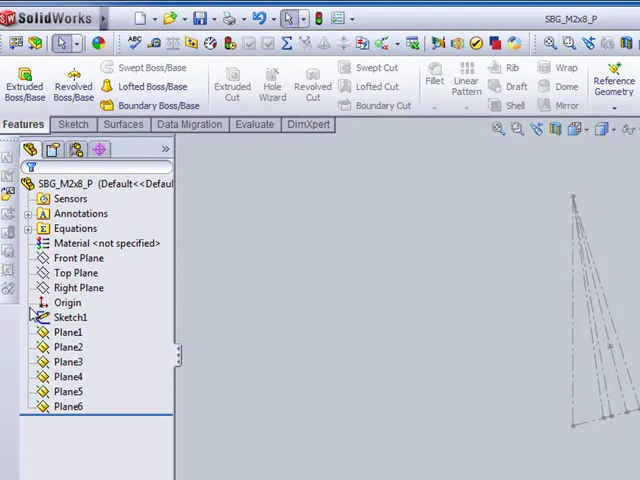 SolidWorks
SBG_M2x8_P
Extruded Boss/Base
Revolved Boss/Base
Swept Boss/Base
Lofted Boss/Base
Boundary Boss/Base
Extruded Cut
Hole Wizard
Revolved Cut
Swept Cut
Lofted Cut
Boundary Cut
Fillet
Linear Pattern
Rib
Draft
Shell
Wrap
Dome
Mirror
Reference Geometry
Features
Sketch
Surfaces
Data Migration
Evaluate
DimXpert
SBG_M2x8_P (Default<<Defaul
Sensors
Annotations
Equations
Material <not specified>
Front Plane
Top Plane
Right Plane
Origin
Sketch1
Plane1
Plane2
Plane3
Plane4
Plane5
Plane6